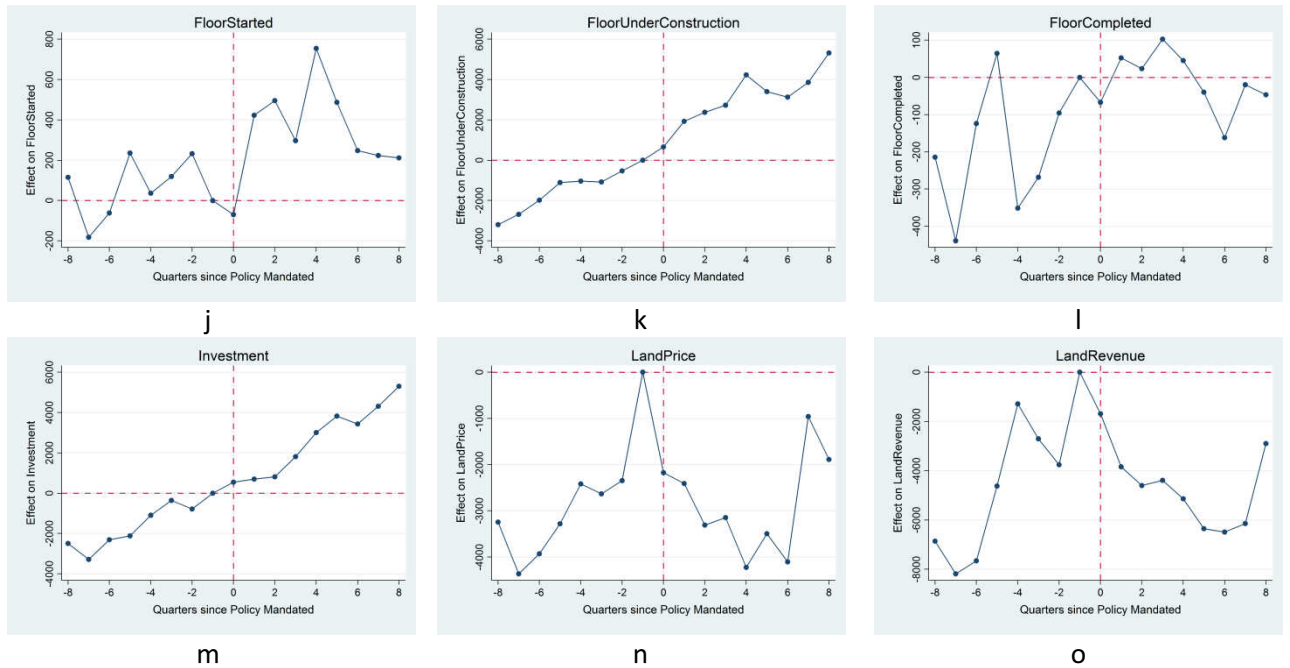 FloorStarted
Effect on FloorStarted
800
600
400
200
0
-200
-8 -6 -4 -2 0 2 4 6 8
Quarters since Policy Mandated
j
FloorUnderConstruction
Effect on FloorUnderConstruction
6000
4000
2000
0
-2000
-4000
-8 -6 -4 -2 0 2 4 6 8
Quarters since Policy Mandated
k
FloorCompleted
Effect on FloorCompleted
100
0
-100
-200
-300
-400
-8 -6 -4 -2 0 2 4 6 8
Quarters since Policy Mandated
l
Investment
Effect on Investment
6000
4000
2000
0
-2000
-4000
-8 -6 -4 -2 0 2 4 6 8
Quarters since Policy Mandated
m
LandPrice
Effect on LandPrice
0
-1000
-2000
-3000
-4000
-8 -6 -4 -2 0 2 4 6 8
Quarters since Policy Mandated
n
LandRevenue
Effect on LandRevenue
0
-2000
-4000
-6000
-8000
-8 -6 -4 -2 0 2 4 6 8
Quarters since Policy Mandated
o